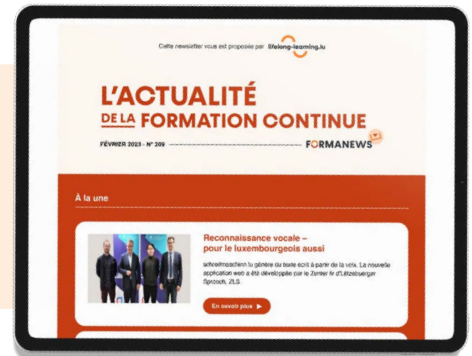 Cette newsletter vous est proposée par lifelong-learning.lu
L'ACTUALITÉ
DE LA FORMATION CONTINUE
FÉVRIER 2023 - N° 209
FORMANEWS
À la une
Reconnaissance vocale –
pour le luxembourgeois aussi
schreifmaschinn.lu génère du texte écrit à partir de la voix. La nouvelle
application web a été développée par le Zenter fir d'Lëtzebuerger
Sprooch, ZLS.
En savoir plus